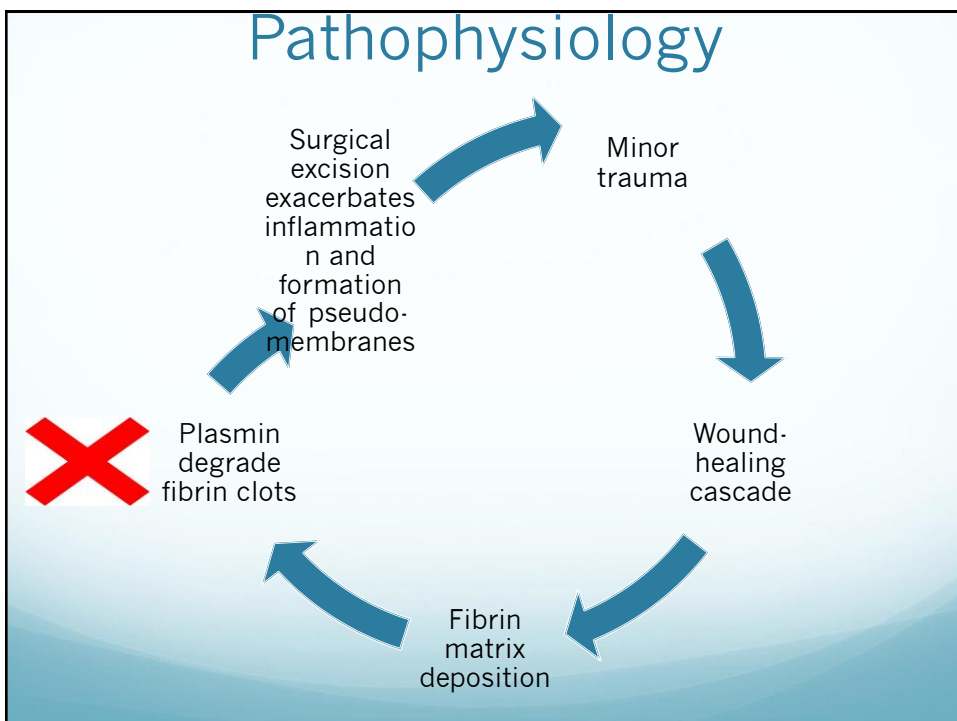 Pathophysiology
Minor
trauma
Wound-
healing
cascade
Fibrin
matrix
deposition
Plasmin
degrade
fibrin clots
Surgical
excision
exacerbates
inflammatio
n and
formation
of pseudo-
membranes